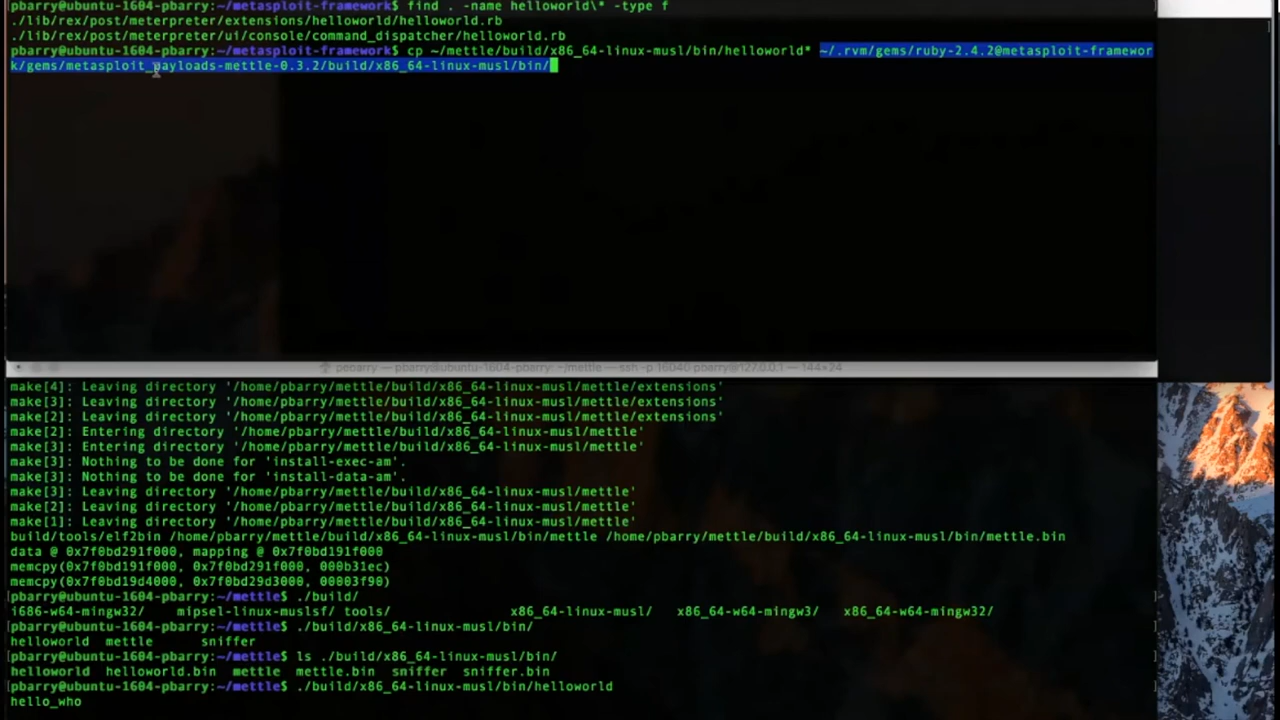 pbarry@ubuntu-1604-pbarry:~/metasploit-framework$ find . -name helloworld\* -type f
./lib/rex/post/meterpreter/extensions/helloworld/helloworld.rb
./lib/rex/post/meterpreter/ui/console/command_dispatcher/helloworld.rb
pbarry@ubuntu-1604-pbarry:~/metasploit-framework$ cp ~/mettle/build/x86_64-linux-musl/bin/helloworld* ~/.rvm/gems/ruby-2.4.2@metasploit-framewor
k/gems/metasploit_payloads-mettle-0.3.2/build/x86_64-linux-musl/bin/
pbarry — pbarry@ubuntu-1604-pbarry: ~/mettle — ssh -p 16040 pbarry@127.0.0.1 — 144×24
make[4]: Leaving directory '/home/pbarry/mettle/build/x86_64-linux-musl/mettle/extensions'
make[3]: Leaving directory '/home/pbarry/mettle/build/x86_64-linux-musl/mettle/extensions'
make[2]: Leaving directory '/home/pbarry/mettle/build/x86_64-linux-musl/mettle/extensions'
make[2]: Entering directory '/home/pbarry/mettle/build/x86_64-linux-musl/mettle'
make[3]: Entering directory '/home/pbarry/mettle/build/x86_64-linux-musl/mettle'
make[3]: Nothing to be done for 'install-exec-am'.
make[3]: Nothing to be done for 'install-data-am'.
make[3]: Leaving directory '/home/pbarry/mettle/build/x86_64-linux-musl/mettle'
make[2]: Leaving directory '/home/pbarry/mettle/build/x86_64-linux-musl/mettle'
make[1]: Leaving directory '/home/pbarry/mettle/build/x86_64-linux-musl/mettle'
build/tools/elf2bin /home/pbarry/mettle/build/x86_64-linux-musl/bin/mettle /home/pbarry/mettle/build/x86_64-linux-musl/bin/mettle.bin
data @ 0x7f0bd291f000, mapping @ 0x7f0bd191f000
memcpy(0x7f0bd191f000, 0x7f0bd291f000, 000b31ec)
memcpy(0x7f0bd19d4000, 0x7f0bd29d3000, 00003f90)
[pbarry@ubuntu-1604-pbarry:~/mettle$ ./build/
i686-w64-mingw32/ mipsel-linux-muslsf/ tools/ x86_64-linux-musl/ x86_64-w64-mingw3/ x86_64-w64-mingw32/
[pbarry@ubuntu-1604-pbarry:~/mettle$ ./build/x86_64-linux-musl/bin/
helloworld mettle sniffer
[pbarry@ubuntu-1604-pbarry:~/mettle$ ls ./build/x86_64-linux-musl/bin/
helloworld helloworld.bin mettle mettle.bin sniffer sniffer.bin
[pbarry@ubuntu-1604-pbarry:~/mettle$ ./build/x86_64-linux-musl/bin/helloworld
hello_who